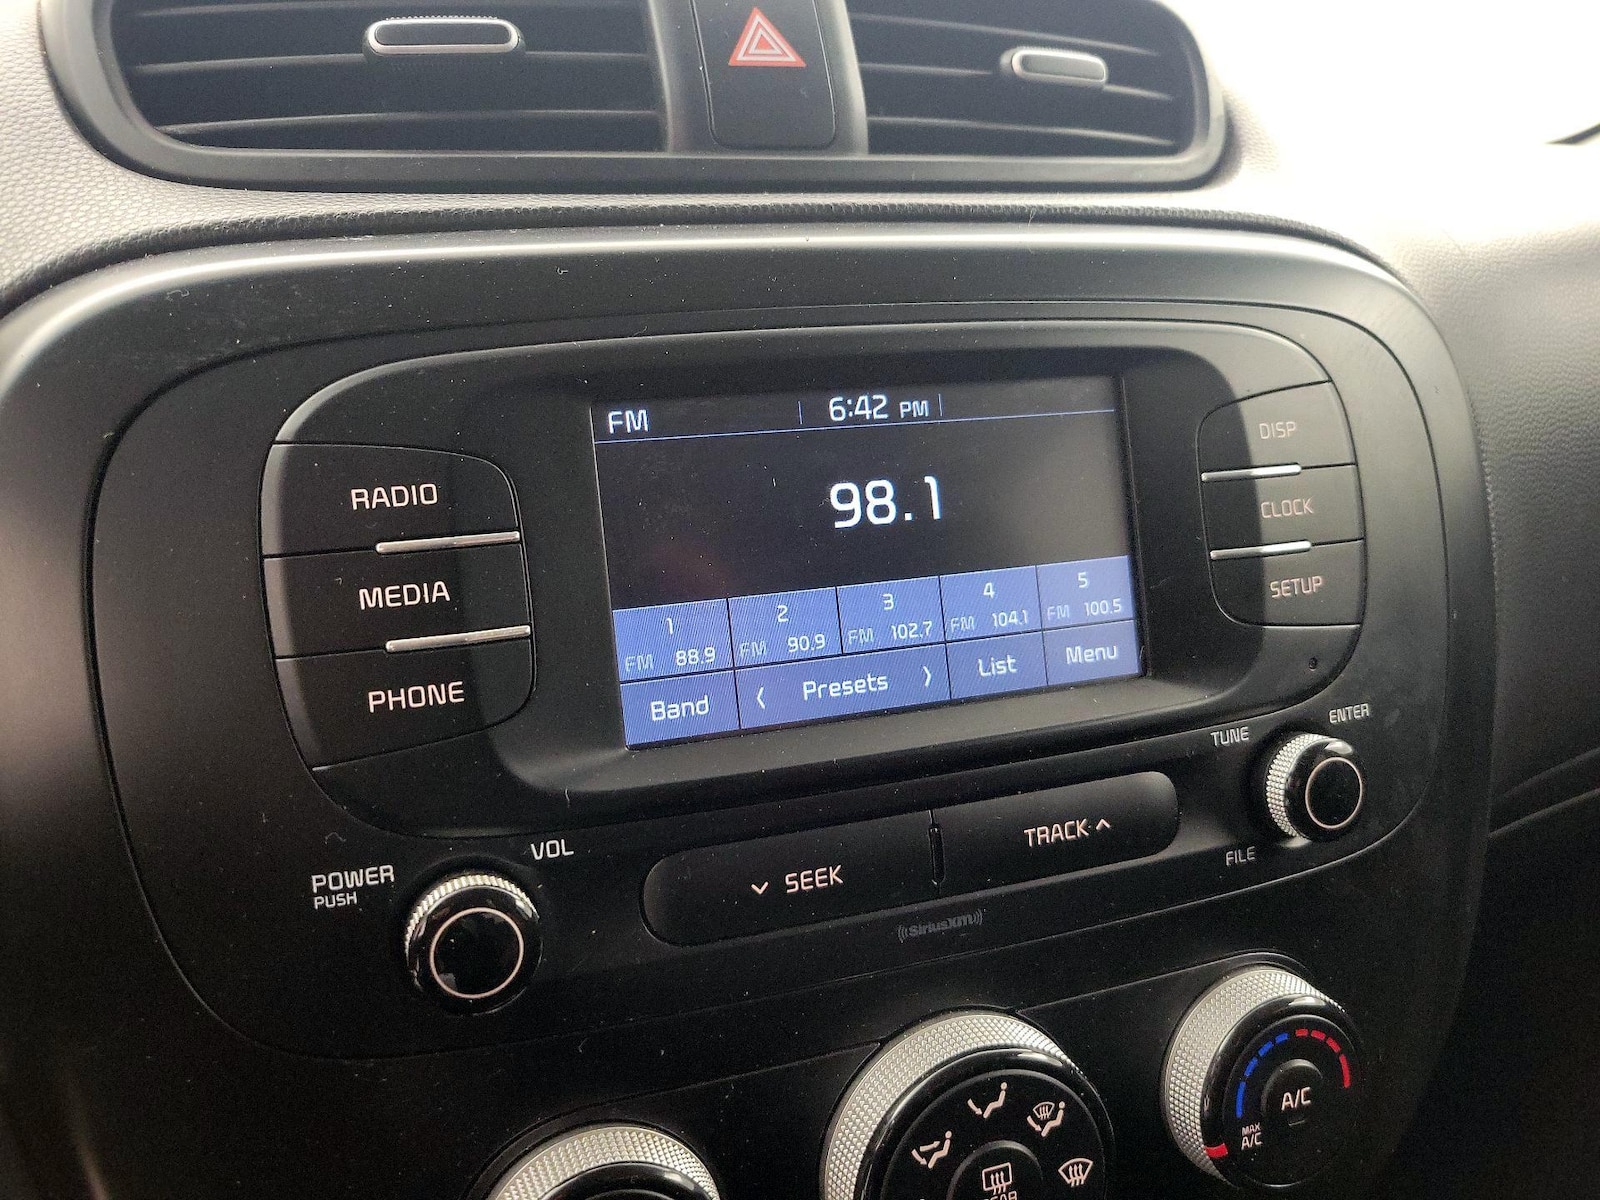 FM 6:42 PM
98.1
1 2 3 4 5
FM 88.9 FM 90.9 FM 102.7 FM 104.1 FM 100.5
Band < Presets > List Menu
RADIO
MEDIA
PHONE
DISP
CLOCK
SETUP
POWER
PUSH
VOL
SEEK
TRACK
TUNE
ENTER
FILE
((SiriusXM))
REAR
A/C
MAX
A/C